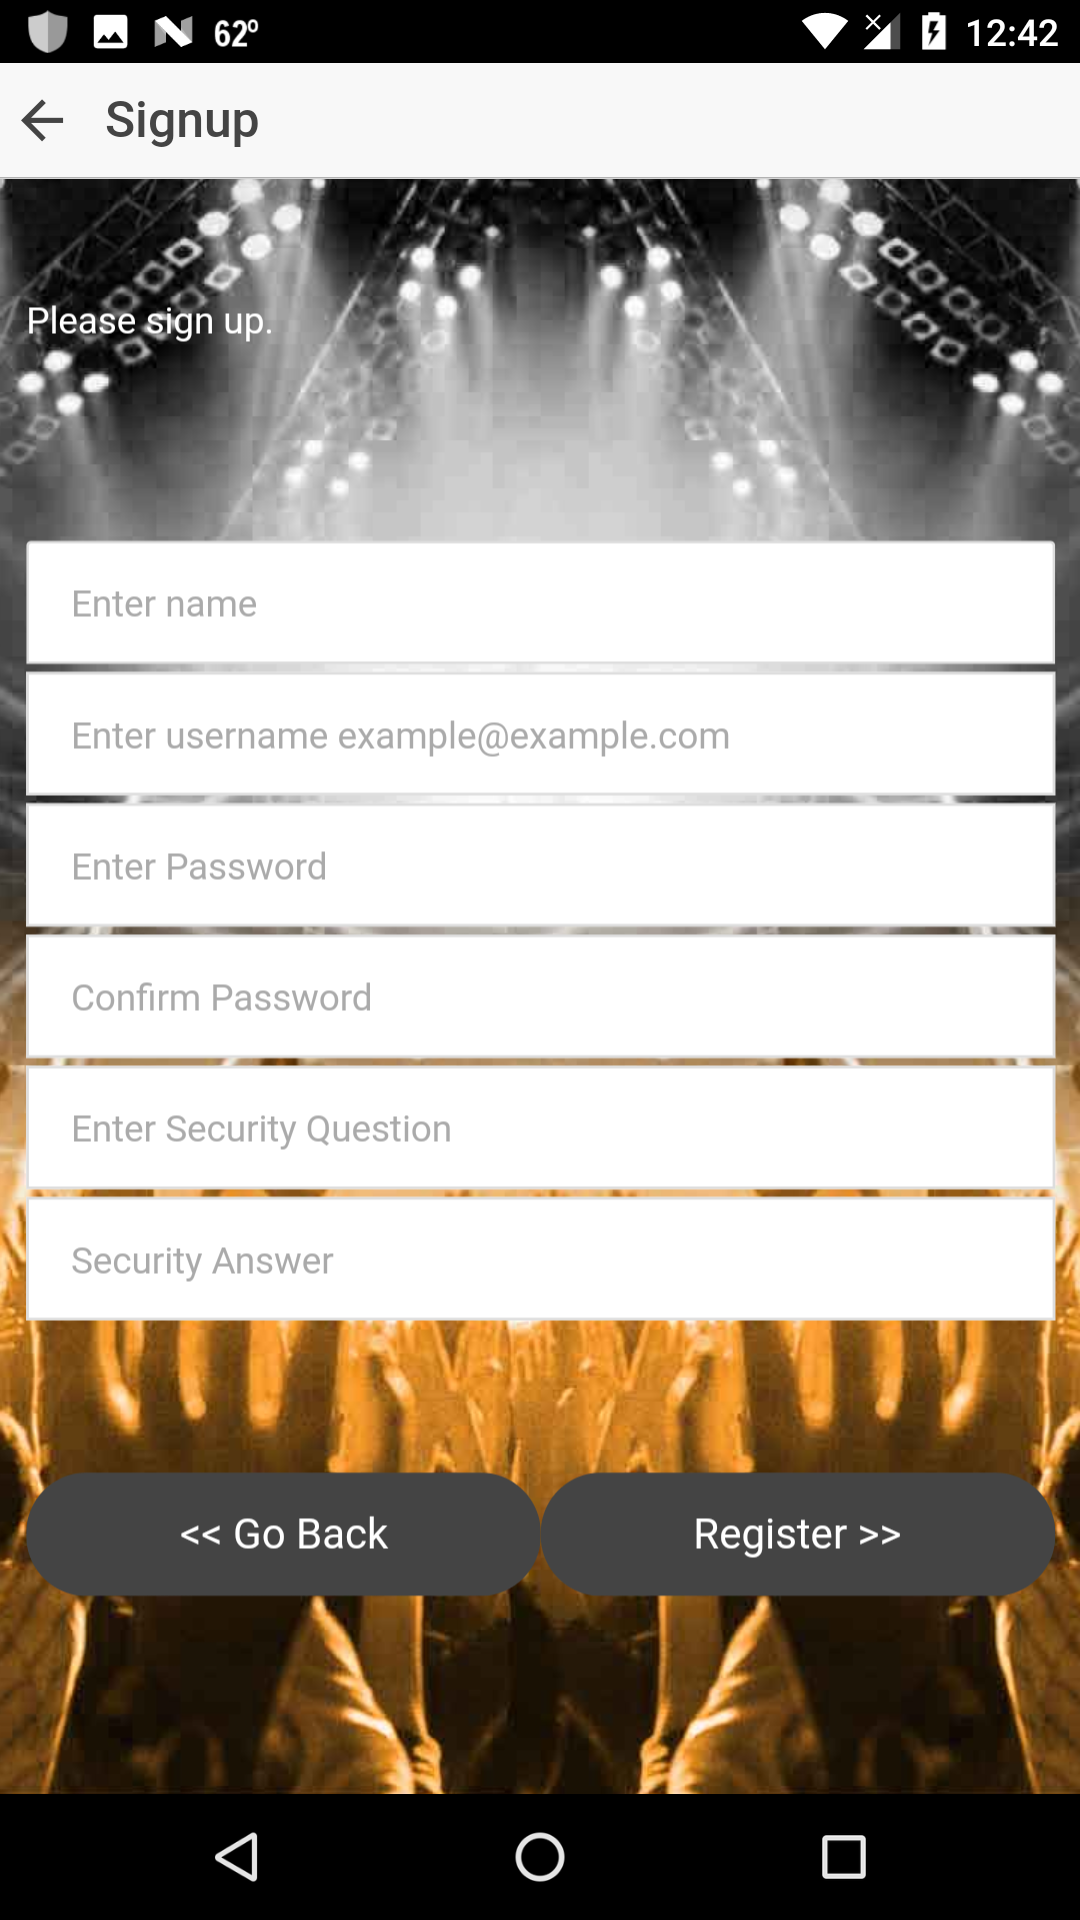 62° 12:42
Signup
Please sign up.
Enter name
Enter username example@example.com
Enter Password
Confirm Password
Enter Security Question
Security Answer
<< Go Back Register >>